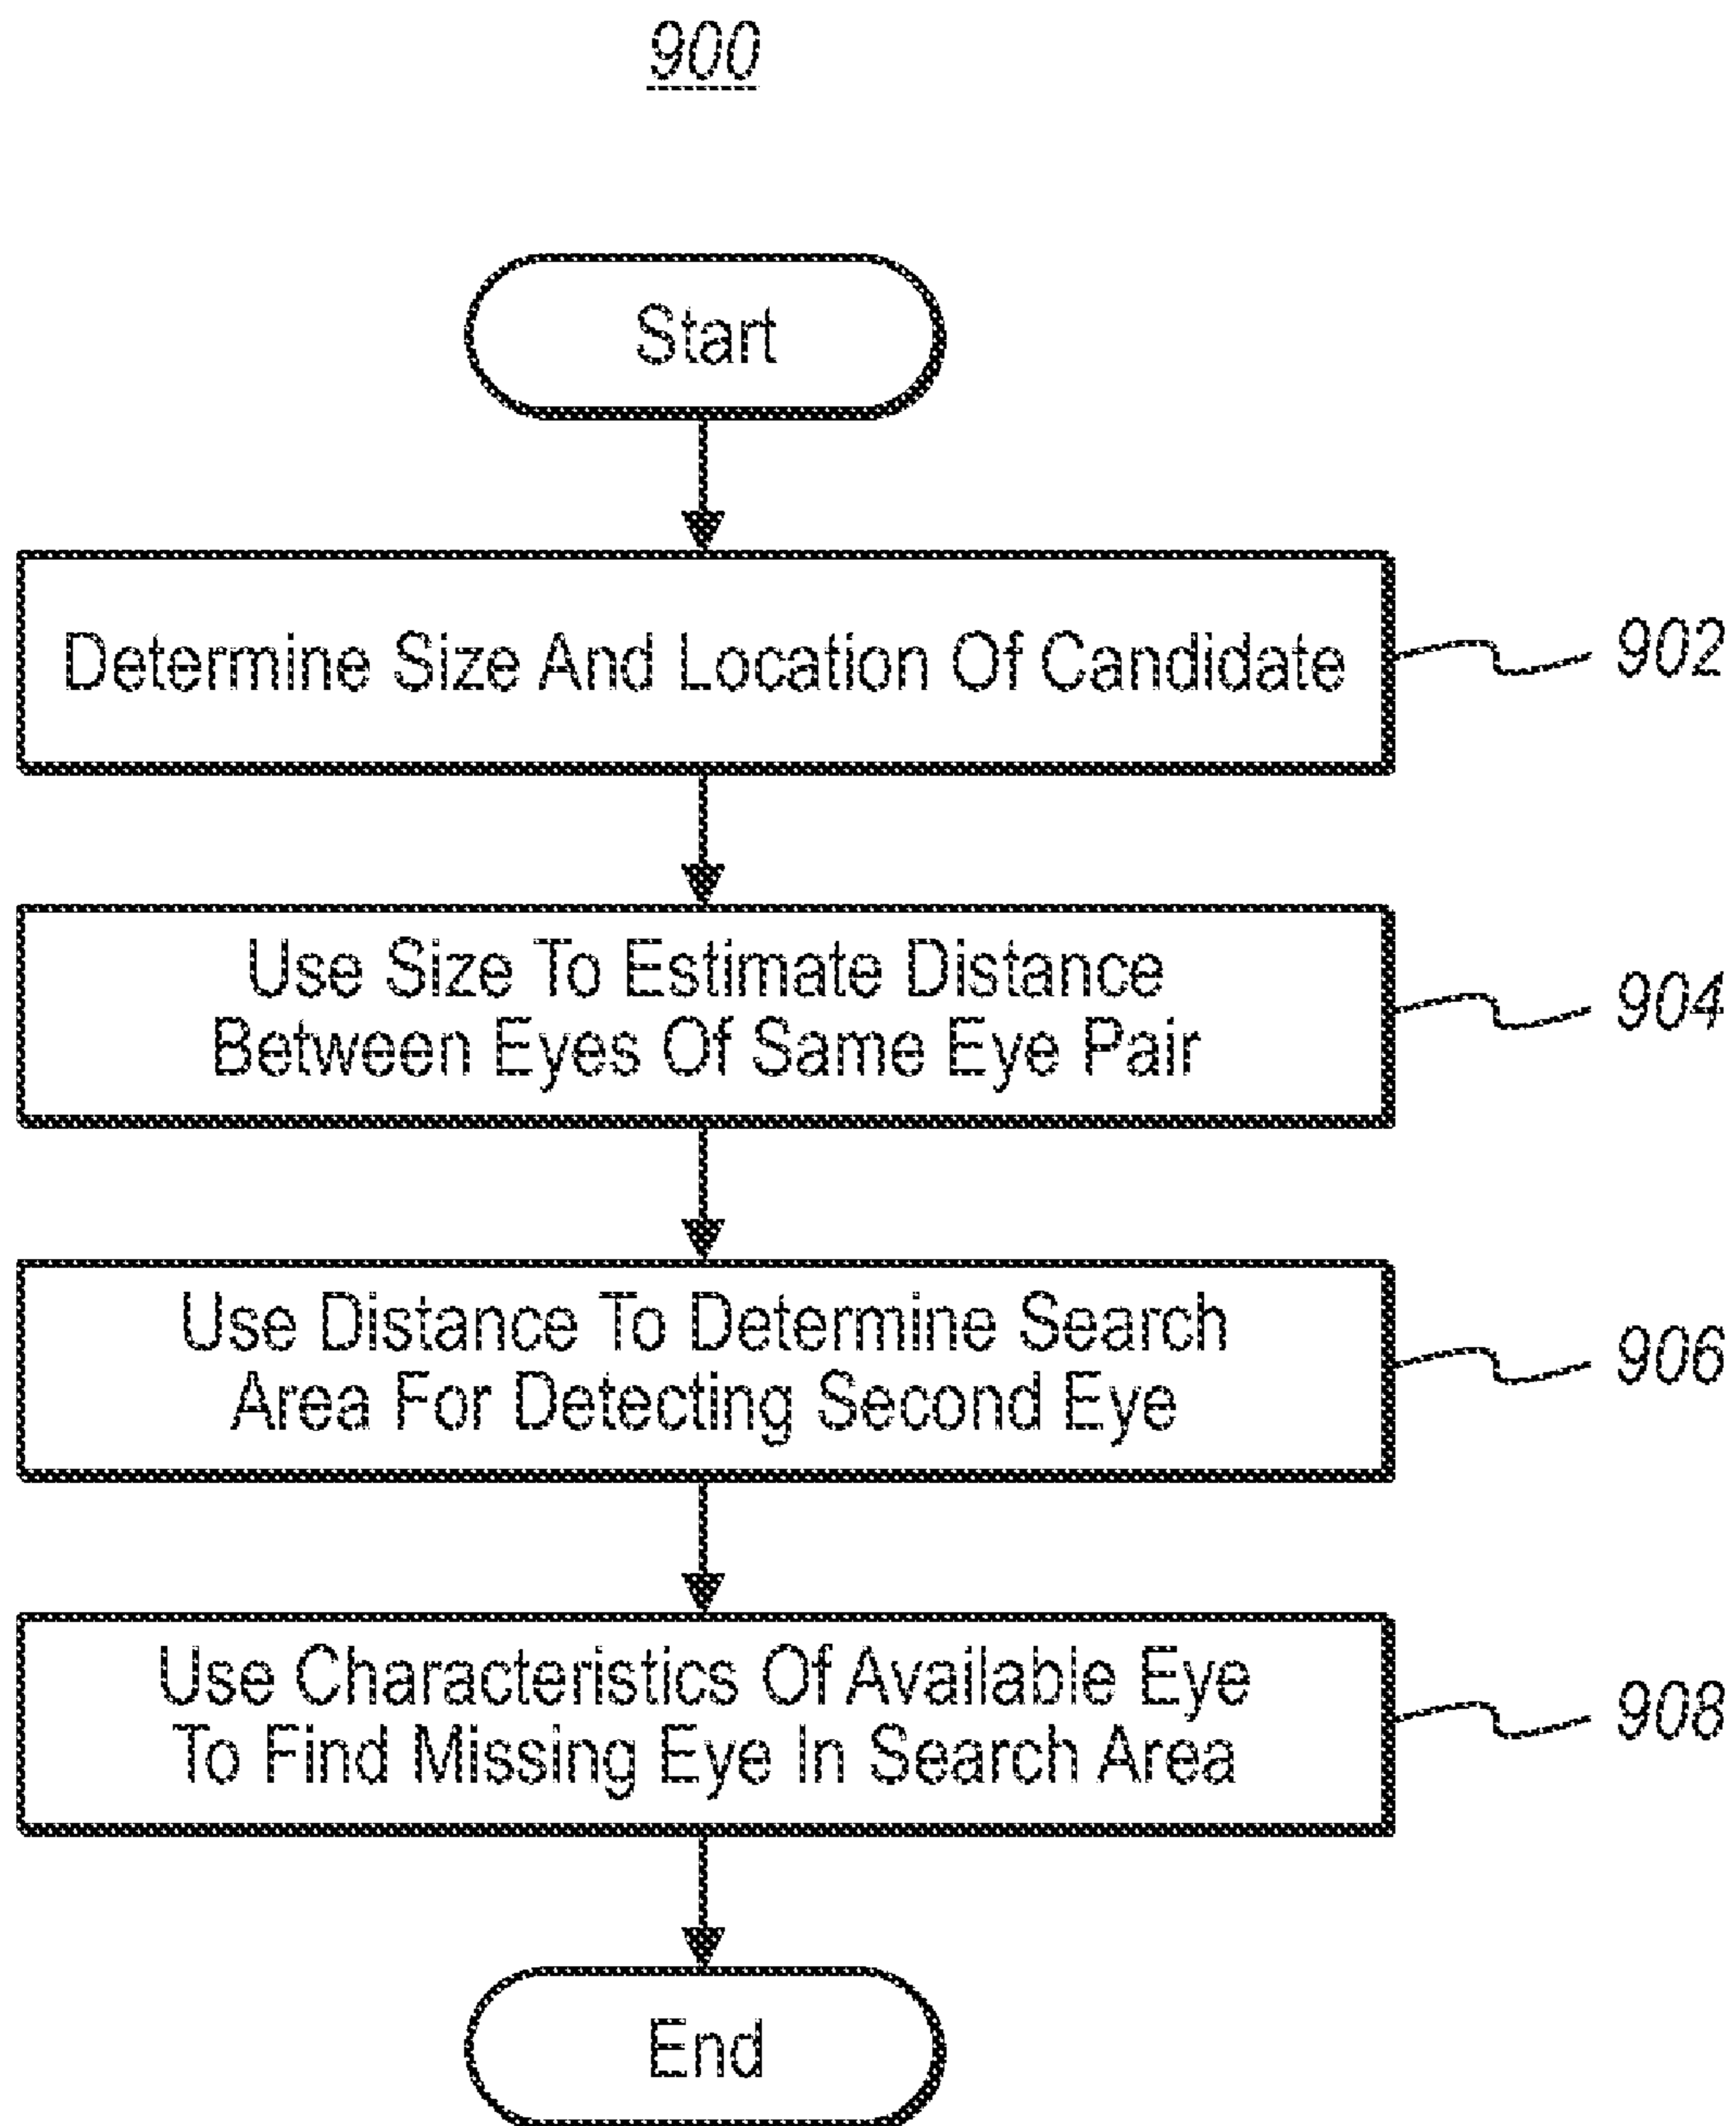 900
Start
Determine Size And Location Of Candidate
902
Use Size To Estimate Distance
Between Eyes Of Same Eye Pair
904
Use Distance To Determine Search
Area For Detecting Second Eye
906
Use Characteristics Of Available Eye
To Find Missing Eye In Search Area
908
End